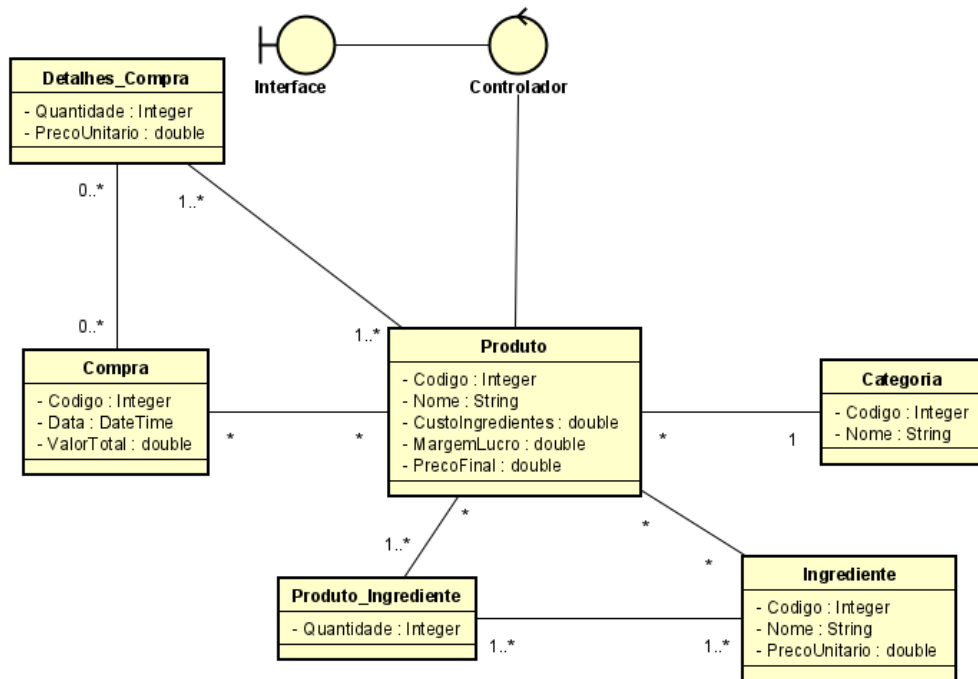 Interface
Controlador
Detalhes_Compra
- Quantidade : Integer
- PrecoUnitario : double
0..*
1..*
0..*
1..*
Compra
- Codigo : Integer
- Data : DateTime
- ValorTotal : double
*
*
Produto
- Codigo : Integer
- Nome : String
- CustoIngredientes : double
- MargemLucro : double
- PrecoFinal : double
*
1
Categoria
- Codigo : Integer
- Nome : String
*
1..*
*
*
Produto_Ingrediente
- Quantidade : Integer
1..*
1..*
Ingrediente
- Codigo : Integer
- Nome : String
- PrecoUnitario : double